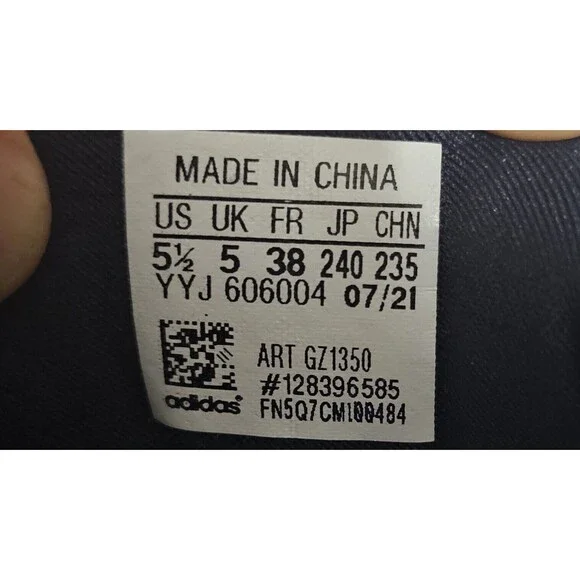 MADE IN CHINA
US UK FR JP CHN
5½ 5 38 240 235
YYJ 606004 07/21
ART GZ1350
#128396585
adidas FN5Q7CM100484